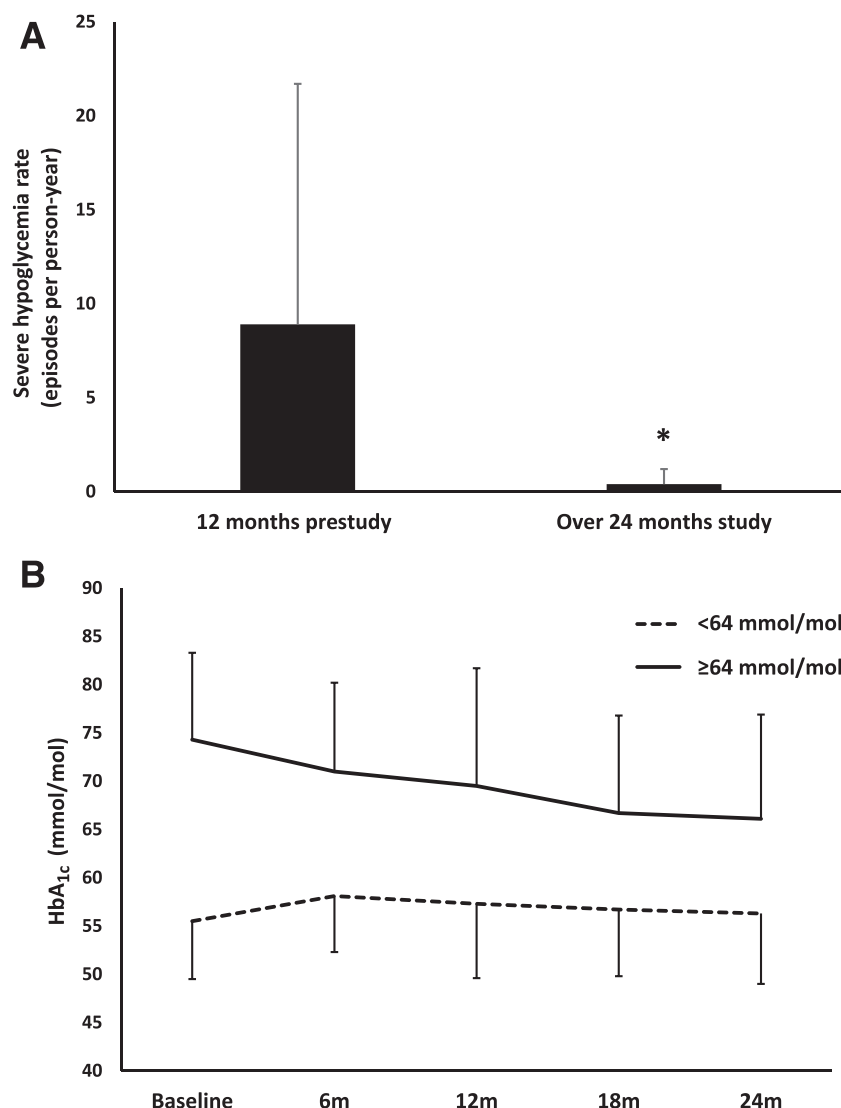 A
Severe hypoglycemia rate
(episodes per person-year)
25
20
15
10
5
0
*
12 months prestudy
Over 24 months study
B
HbA1c (mmol/mol)
90
85
80
75
70
65
60
55
50
45
40
<64 mmol/mol
≥64 mmol/mol
Baseline
6m
12m
18m
24m